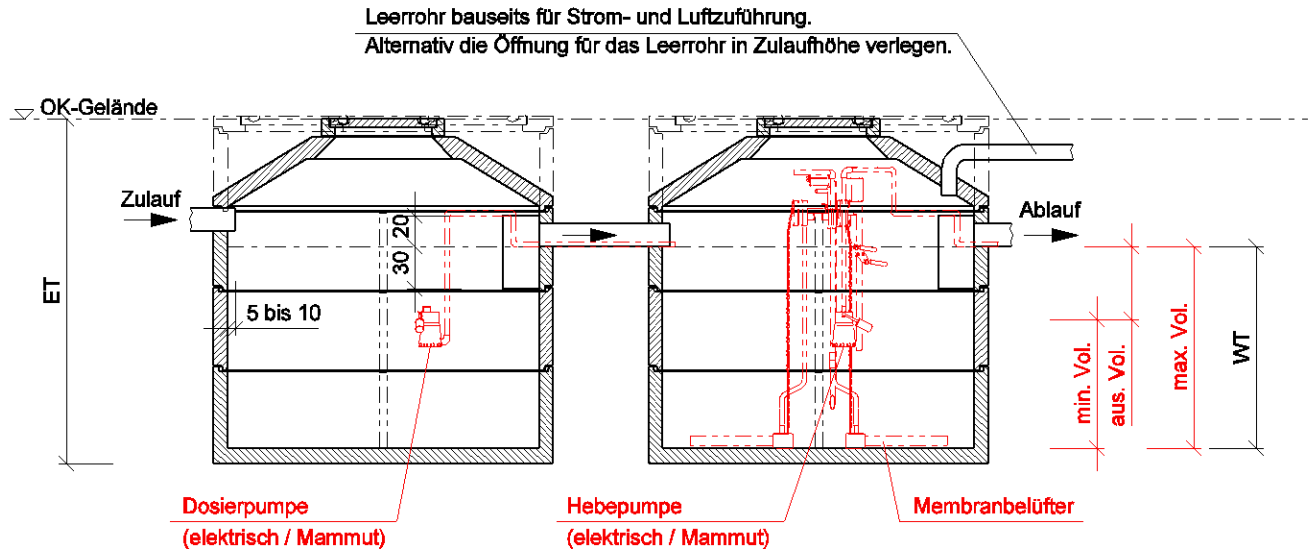 Leerrohr bauseits für Strom- und Luftzuführung.
Alternativ die Öffnung für das Leerrohr in Zulaufhöhe verlegen.
OK-Gelände
Zulauf
20
30
5 bis 10
ET
Ablauf
min. Vol.
aus. Vol.
max. Vol.
WT
Dosierpumpe
(elektrisch / Mammut)
Hebepumpe
(elektrisch / Mammut)
Membranbelüfter